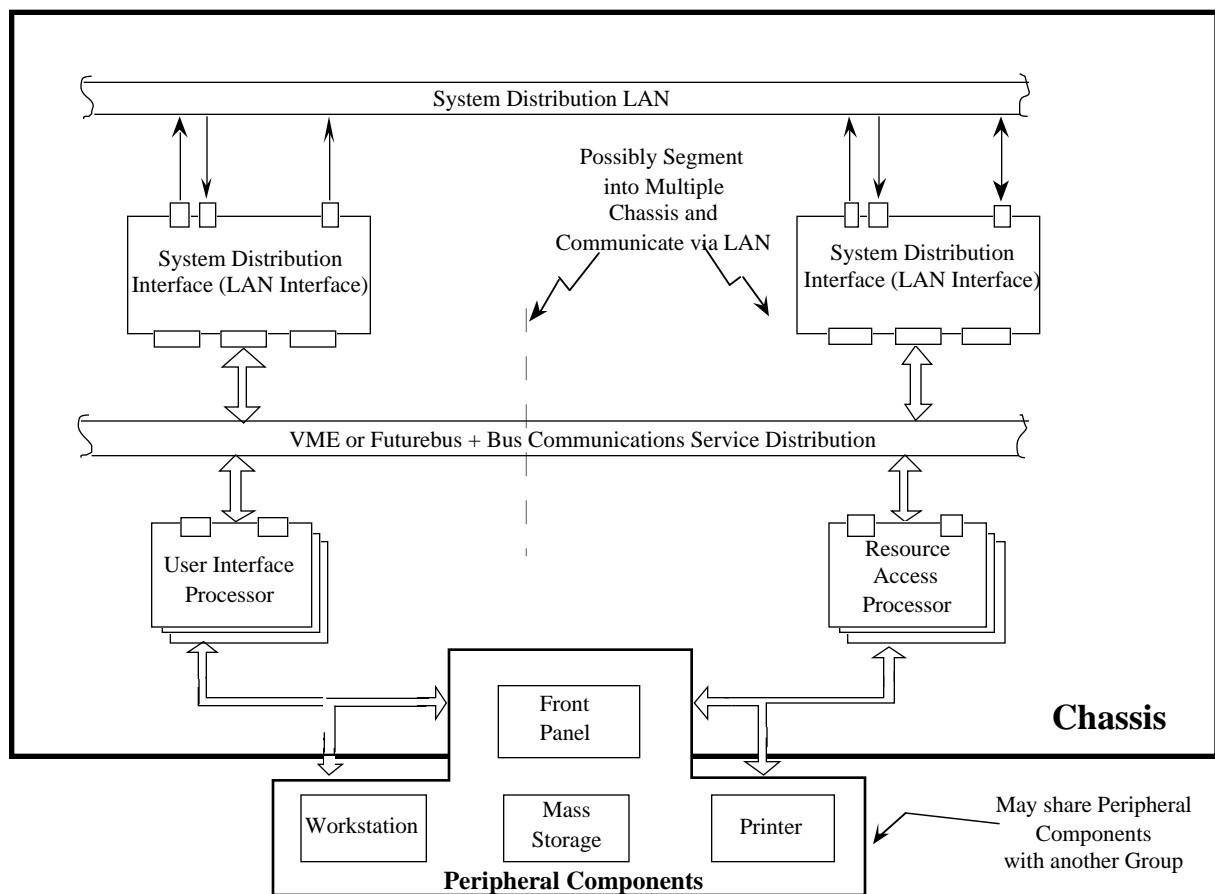 System Distribution LAN
Possibly Segment
into Multiple
Chassis and
Communicate via LAN
System Distribution
Interface (LAN Interface)
System Distribution
Interface (LAN Interface)
VME or Futurebus + Bus Communications Service Distribution
User Interface
Processor
Resource
Access
Processor
Front
Panel
Chassis
Workstation
Mass
Storage
Printer
May share Peripheral
Components
with another Group
Peripheral Components